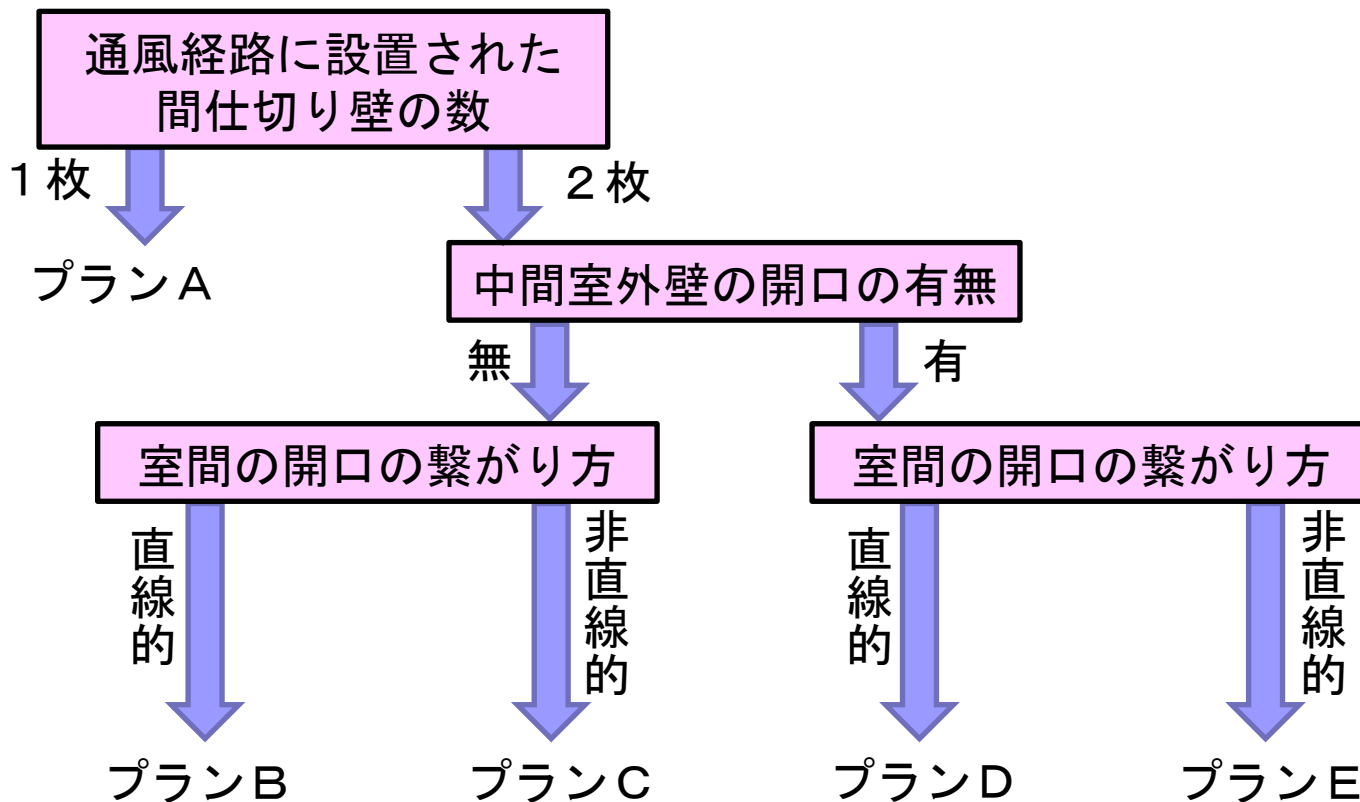 通風経路に設置された
間仕切り壁の数
１枚
２枚
プランＡ
中間室外壁の開口の有無
無
有
室間の開口の繋がり方
室間の開口の繋がり方
直線的
非直線的
直線的
非直線的
プランＢ
プランＣ
プランＤ
プランＥ